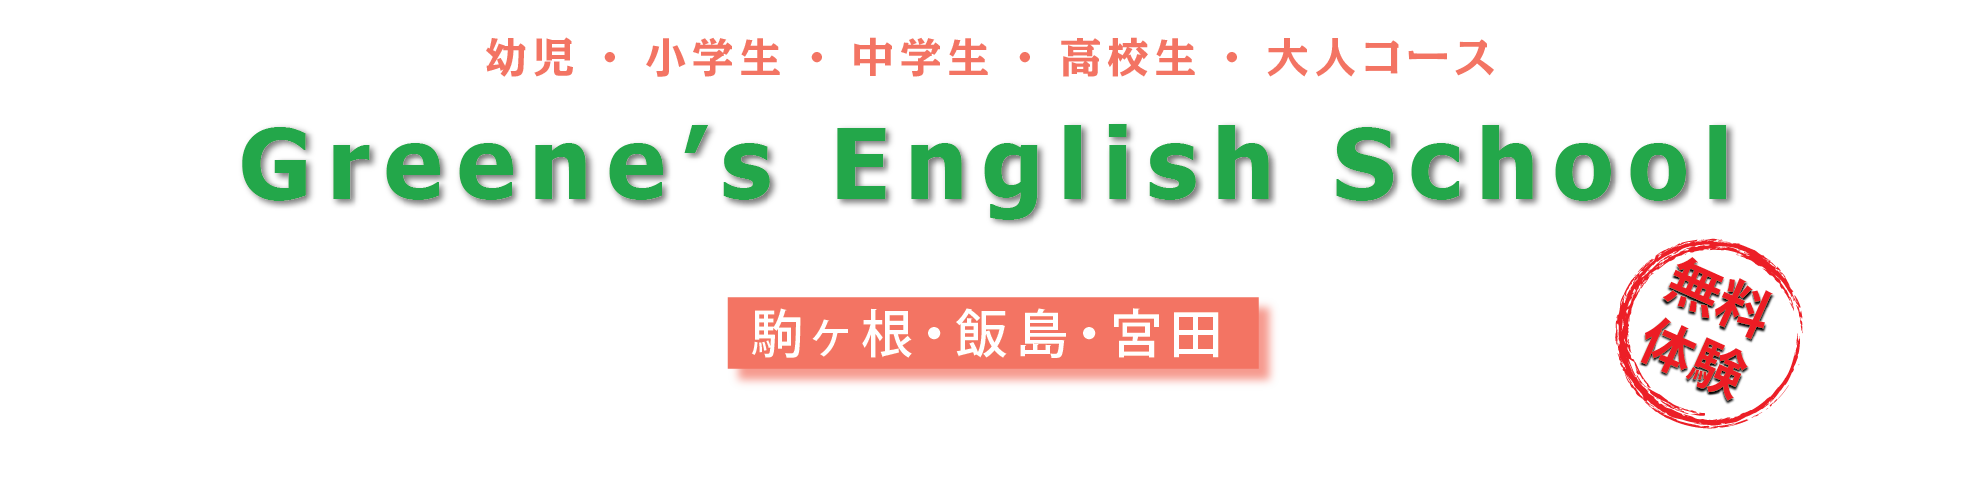 幼児 ・ 小学生 ・ 中学生 ・ 高校生 ・ 大人コース
Greene’s English School
駒ヶ根・飯島・宮田
無料
体験